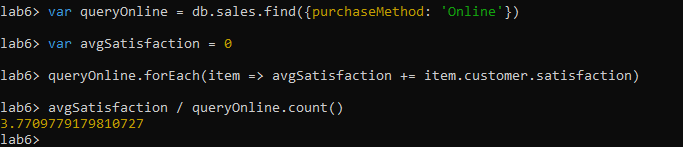 lab6> var queryOnline = db.sales.find({purchaseMethod: 'Online'})
lab6> var avgSatisfaction = 0
lab6> queryOnline.forEach(item => avgSatisfaction += item.customer.satisfaction)
lab6> avgSatisfaction / queryOnline.count()
3.7709779179810727
lab6>